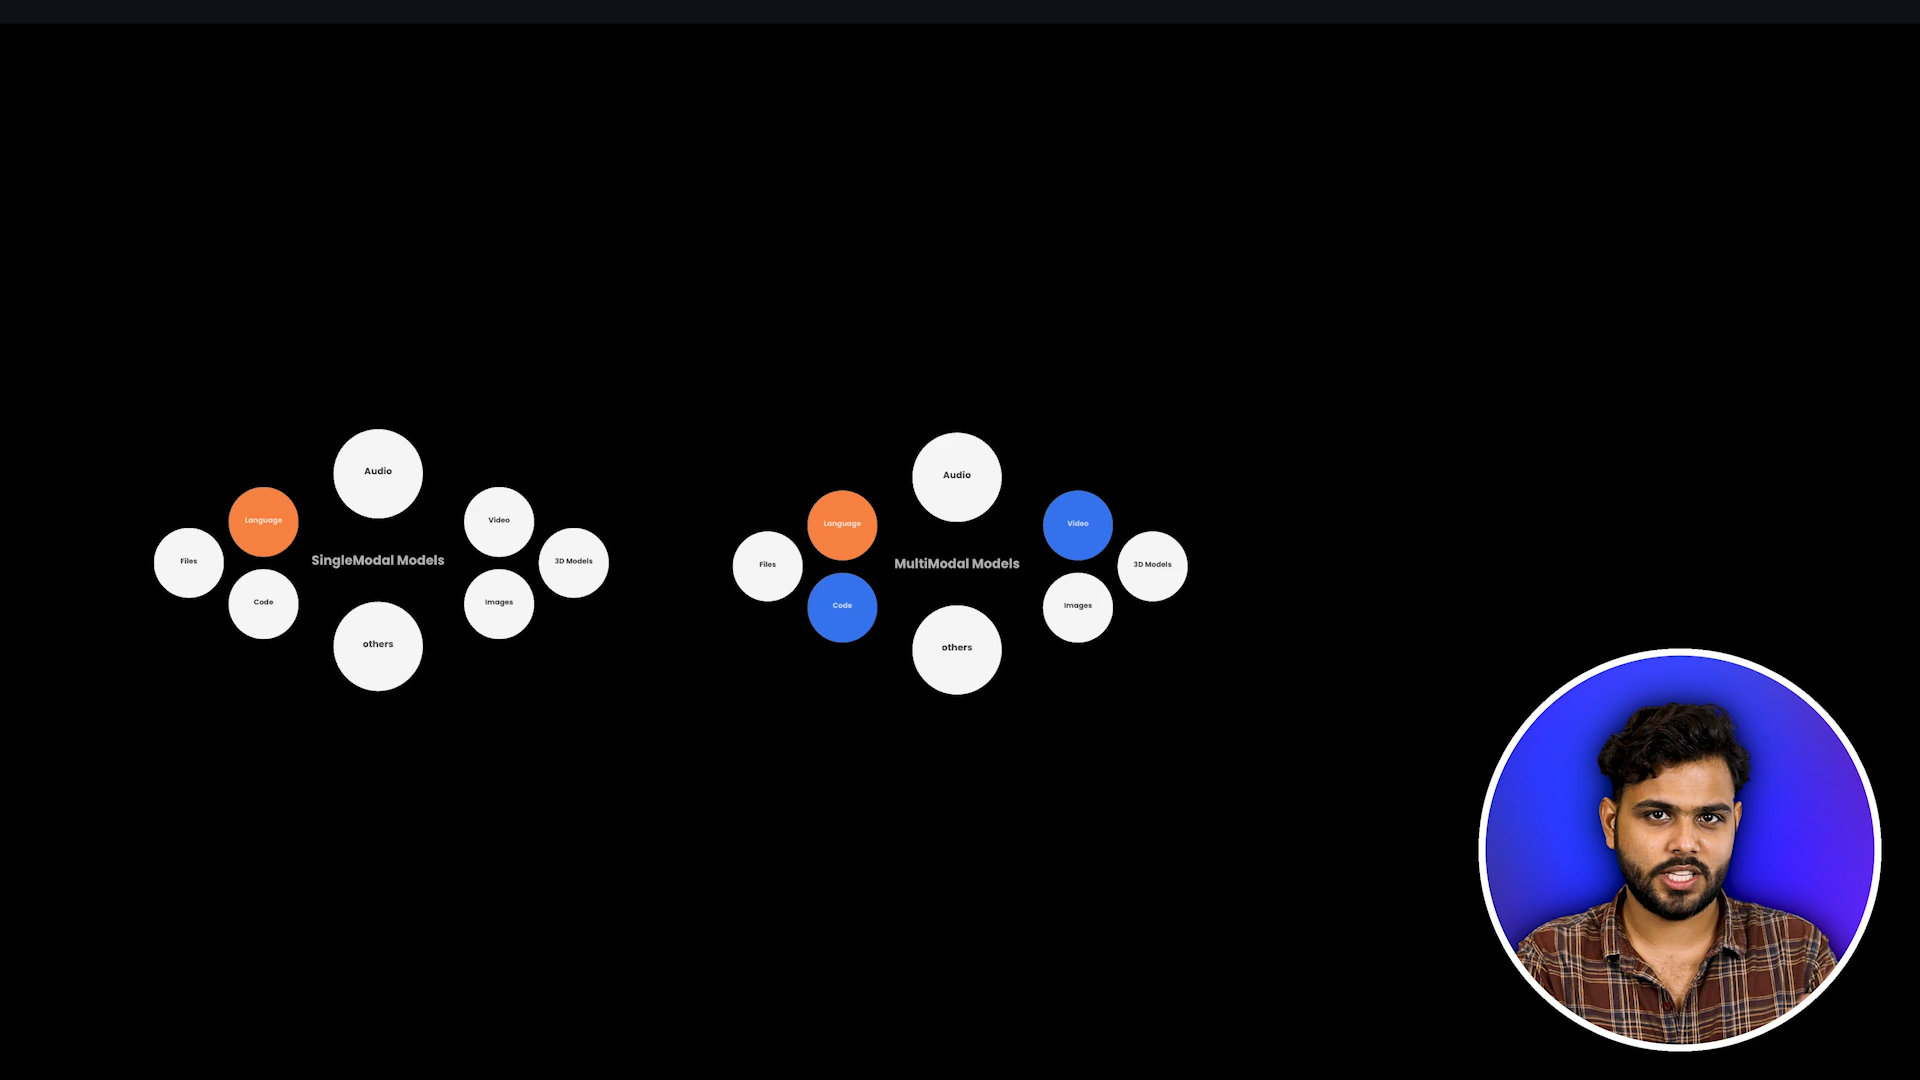 Audio
Language
Video
Files
SingleModal Models
3D Models
Code
Images
others
Audio
Language
Video
Files
MultiModal Models
3D Models
Code
Images
others